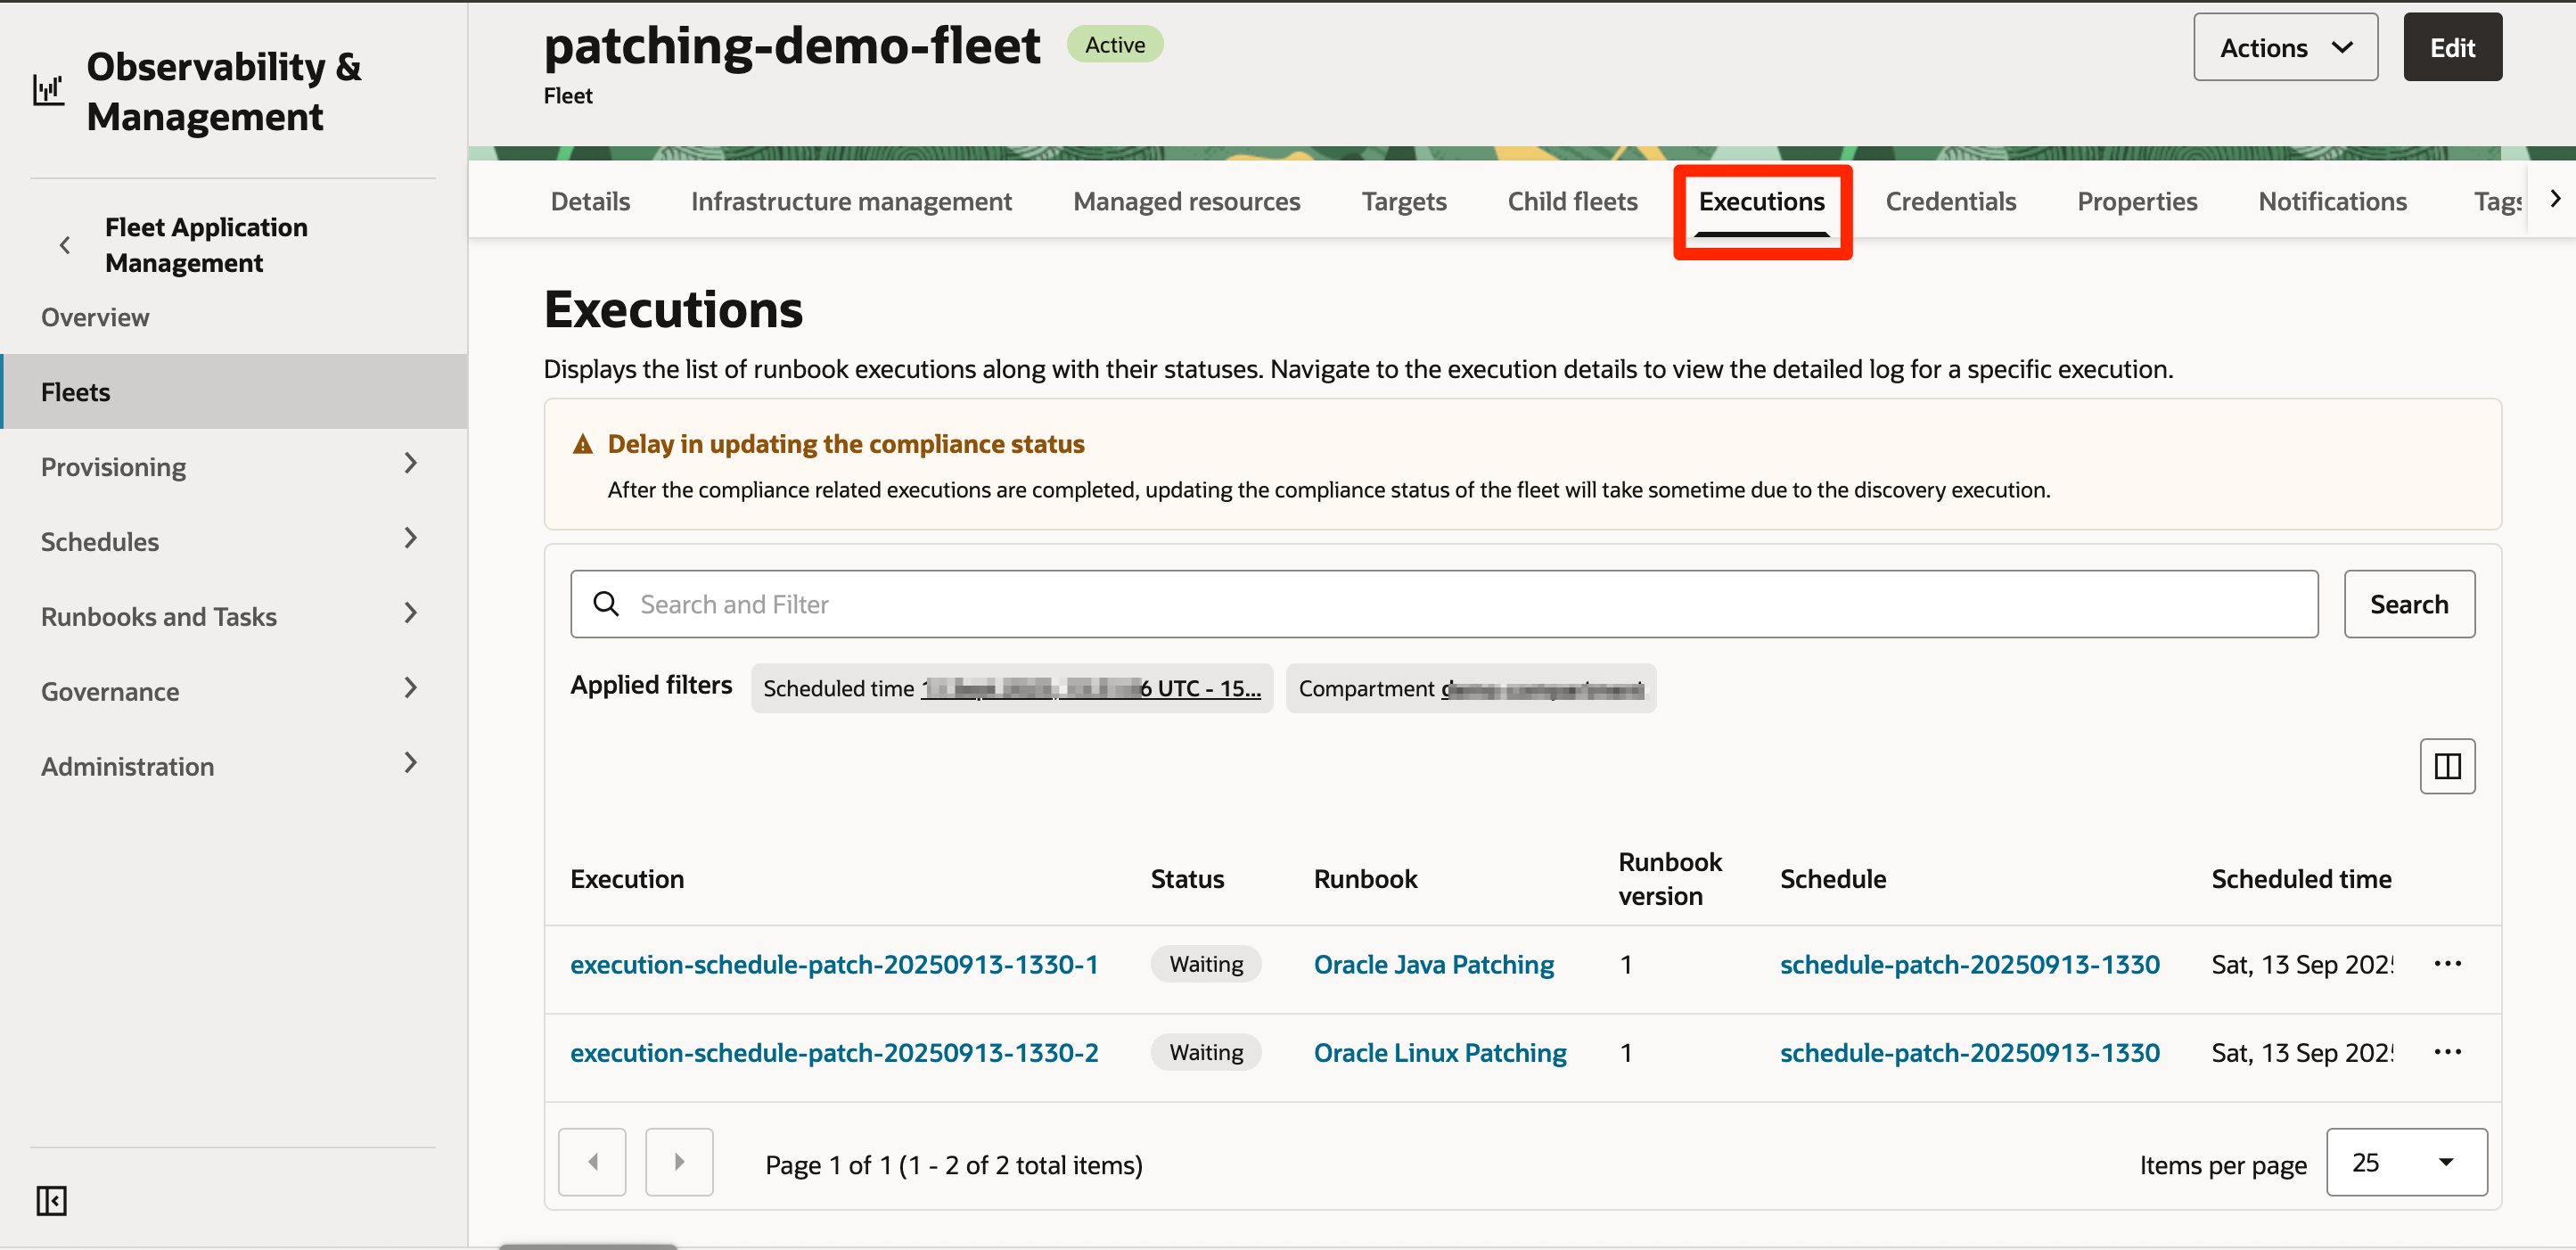 Observability &
Management
Fleet Application
Management
Overview
Fleets
Provisioning
Schedules
Runbooks and Tasks
Governance
Administration
patching-demo-fleet Active
Fleet
Actions Edit
Details Infrastructure management Managed resources Targets Child fleets Executions Credentials Properties Notifications Tags
Executions
Displays the list of runbook executions along with their statuses. Navigate to the execution details to view the detailed log for a specific execution.
Delay in updating the compliance status
After the compliance related executions are completed, updating the compliance status of the fleet will take sometime due to the discovery execution.
Search and Filter Search
Applied filters Scheduled time 6 UTC - 15... Compartment
Execution Status Runbook Runbook version Schedule Scheduled time
execution-schedule-patch-20250913-1330-1 Waiting Oracle Java Patching 1 schedule-patch-20250913-1330 Sat, 13 Sep 2025
execution-schedule-patch-20250913-1330-2 Waiting Oracle Linux Patching 1 schedule-patch-20250913-1330 Sat, 13 Sep 2025
Page 1 of 1 (1 - 2 of 2 total items) Items per page 25